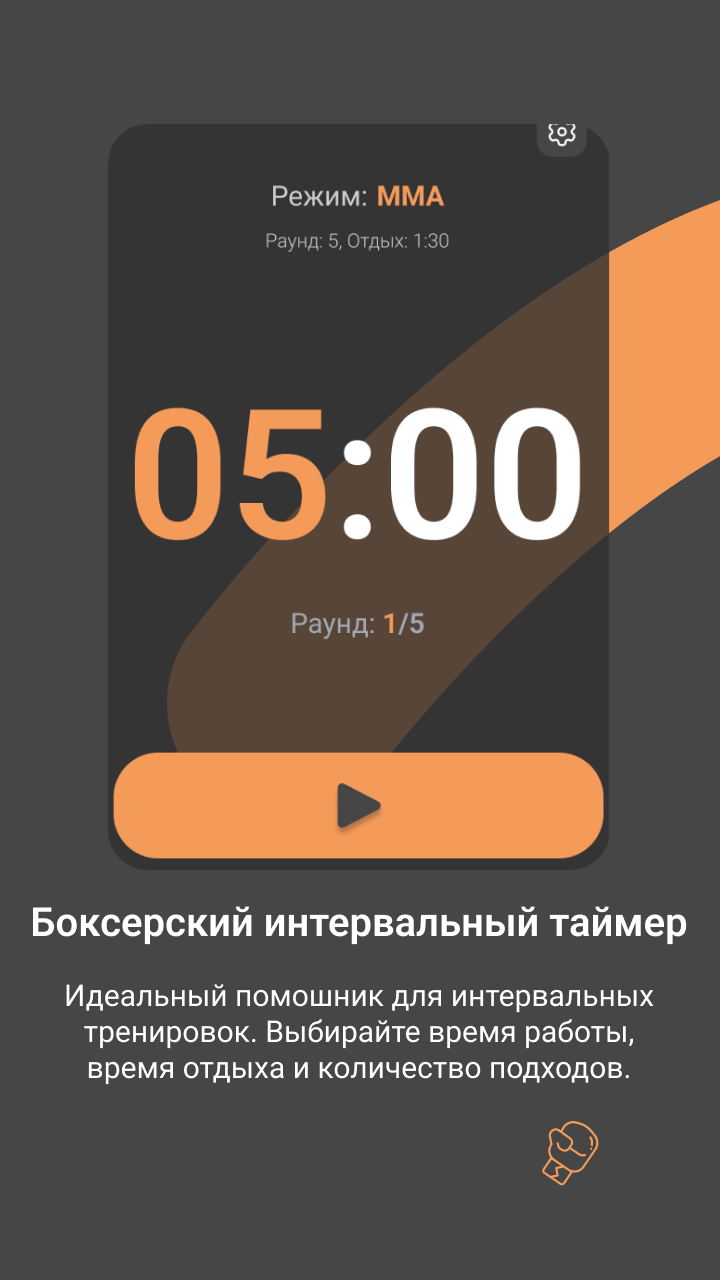 Режим: MMA
Раунд: 5, Отдых: 1:30
05:00
Раунд: 1/5
Боксерский интервальный таймер
Идеальный помошник для интервальных
тренировок. Выбирайте время работы,
время отдыха и количество подходов.